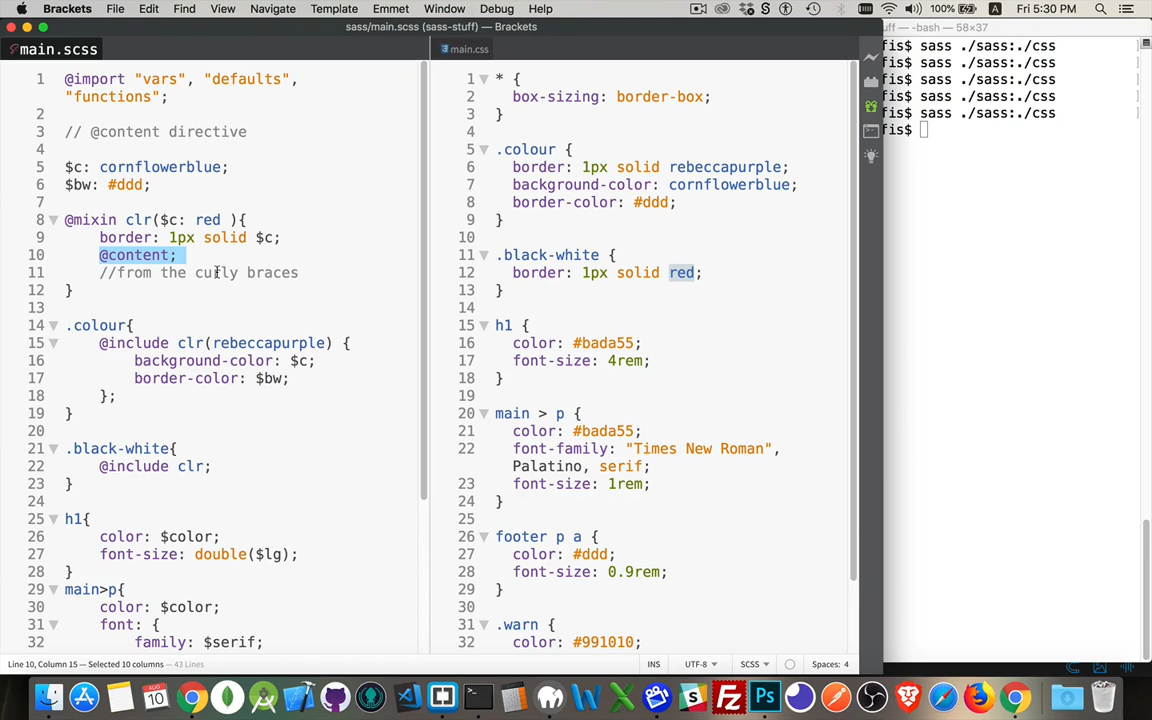 Brackets File Edit Find View Navigate Template Emmet Window Debug Help 100% Fri 5:30 PM
sass/main.scss (sass-stuff) — Brackets
-bash — 58×37
main.scss
1 @import "vars", "defaults",
"functions";
2
3 // @content directive
4
5 $c: cornflowerblue;
6 $bw: #ddd;
7
8 @mixin clr($c: red ){
9 border: 1px solid $c;
10 @content;
11 //from the curly braces
12 }
13
14 .colour{
15 @include clr(rebeccapurple) {
16 background-color: $c;
17 border-color: $bw;
18 };
19 }
20
21 .black-white{
22 @include clr;
23 }
24
25 h1{
26 color: $color;
27 font-size: double($lg);
28 }
29 main>p{
30 color: $color;
31 font: {
32 family: $serif;
main.css
1 * {
2 box-sizing: border-box;
3 }
4
5 .colour {
6 border: 1px solid rebeccapurple;
7 background-color: cornflowerblue;
8 border-color: #ddd;
9 }
10
11 .black-white {
12 border: 1px solid red;
13 }
14
15 h1 {
16 color: #bada55;
17 font-size: 4rem;
18 }
19
20 main > p {
21 color: #bada55;
22 font-family: "Times New Roman",
Palatino, serif;
23 font-size: 1rem;
24 }
25
26 footer p a {
27 color: #ddd;
28 font-size: 0.9rem;
29 }
30
31 .warn {
32 color: #991010;
fis$ sass ./sass:./css
fis$ sass ./sass:./css
fis$ sass ./sass:./css
fis$ sass ./sass:./css
fis$ sass ./sass:./css
fis$
Line 10, Column 15 — Selected 10 columns — 43 Lines
INS UTF-8 SCSS Spaces: 4
AUG
10